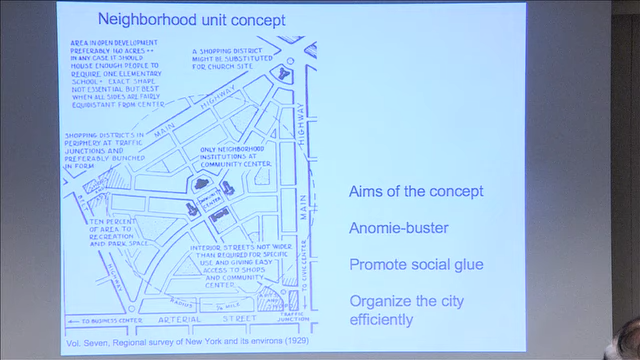 Neighborhood unit concept
AREA IN OPEN DEVELOPMENT
PREFERABLY 160 ACRES
IN ANY CASE IT SHOULD
HOUSE ENOUGH PEOPLE TO
REQUIRE ONE ELEMENTARY
SCHOOL · EXACT SHAPE
NOT ESSENTIAL BUT BEST
WHEN ALL SIDES ARE FAIRLY
EQUIDISTANT FROM CENTER
A SHOPPING DISTRICT
MIGHT BE SUBSTITUTED
FOR CHURCH SITE
MAIN HIGHWAY
HIGHWAY
MAIN
SHOPPING DISTRICTS IN
PERIPHERY AT TRAFFIC
JUNCTIONS AND
PREFERABLY BUNCHED
IN FORM
ONLY NEIGHBORHOOD
INSTITUTIONS AT
COMMUNITY CENTER
COMMUNITY
CENTER
TEN PERCENT
OF AREA TO
RECREATION
AND PARK SPACE
INTERIOR STREETS NOT WIDER
THAN REQUIRED FOR SPECIFIC
USE AND GIVING EASY
ACCESS TO SHOPS
AND COMMUNITY
CENTER
HIGHWAY
RADIUS
MILE
TO CIVIC CENTER
TRAFFIC
JUNCTION
TO BUSINESS CENTER
ARTERIAL STREET
Vol. Seven, Regional survey of New York and its environs (1929)
Aims of the concept
Anomie-buster
Promote social glue
Organize the city
efficiently